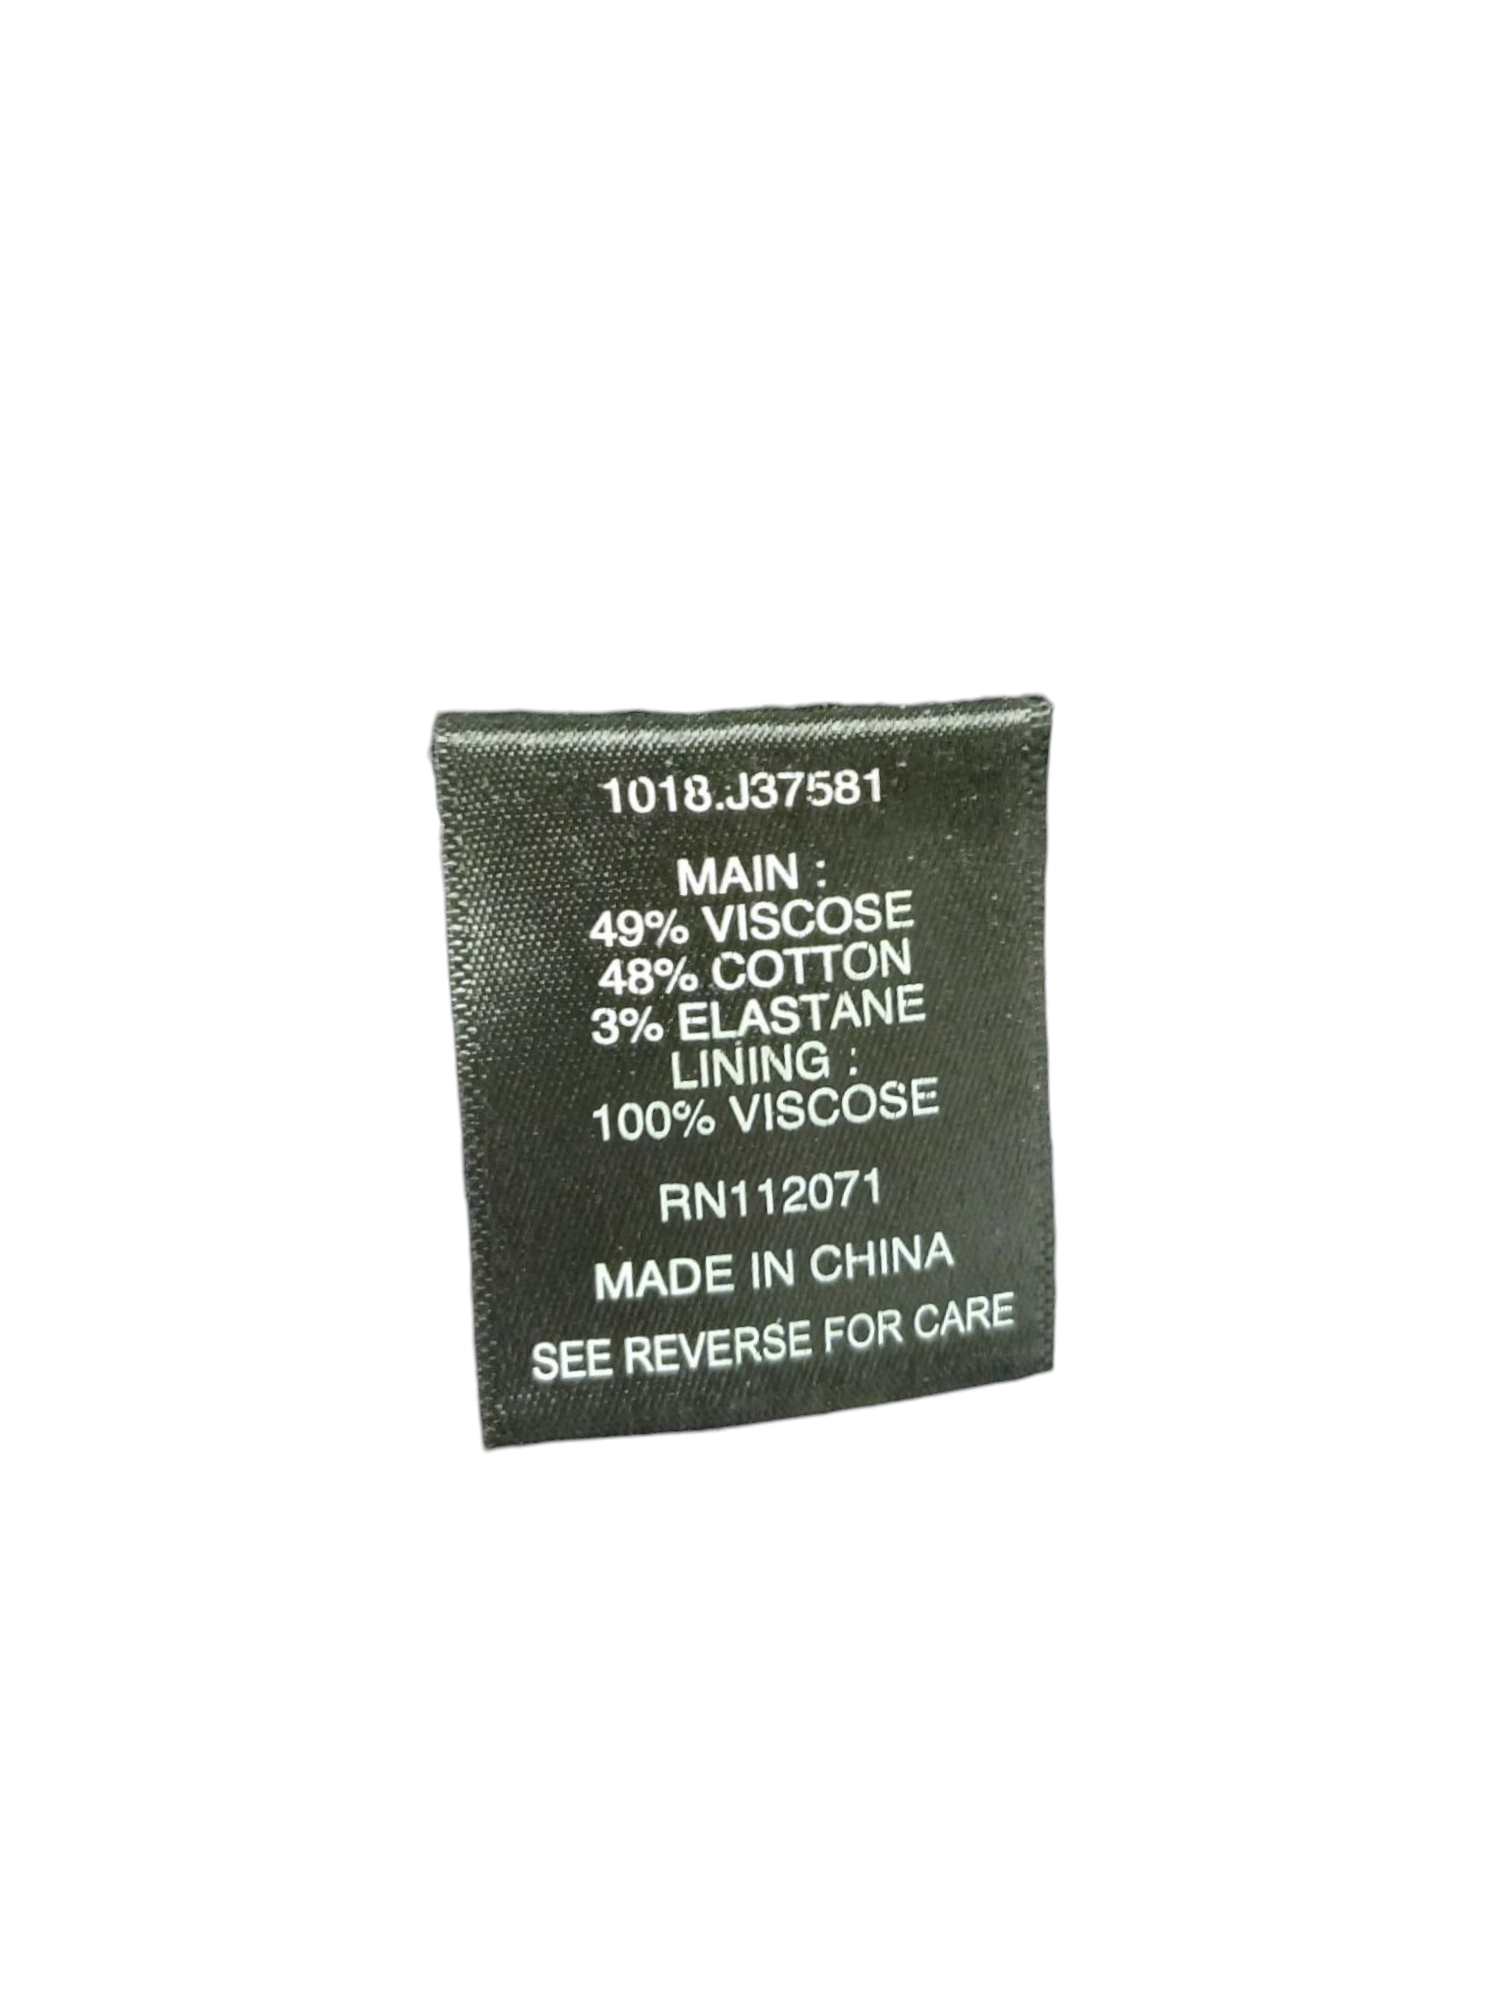 1018.J37581
MAIN :
49% VISCOSE
48% COTTON
3% ELASTANE
LINING :
100% VISCOSE
RN112071
MADE IN CHINA
SEE REVERSE FOR CARE